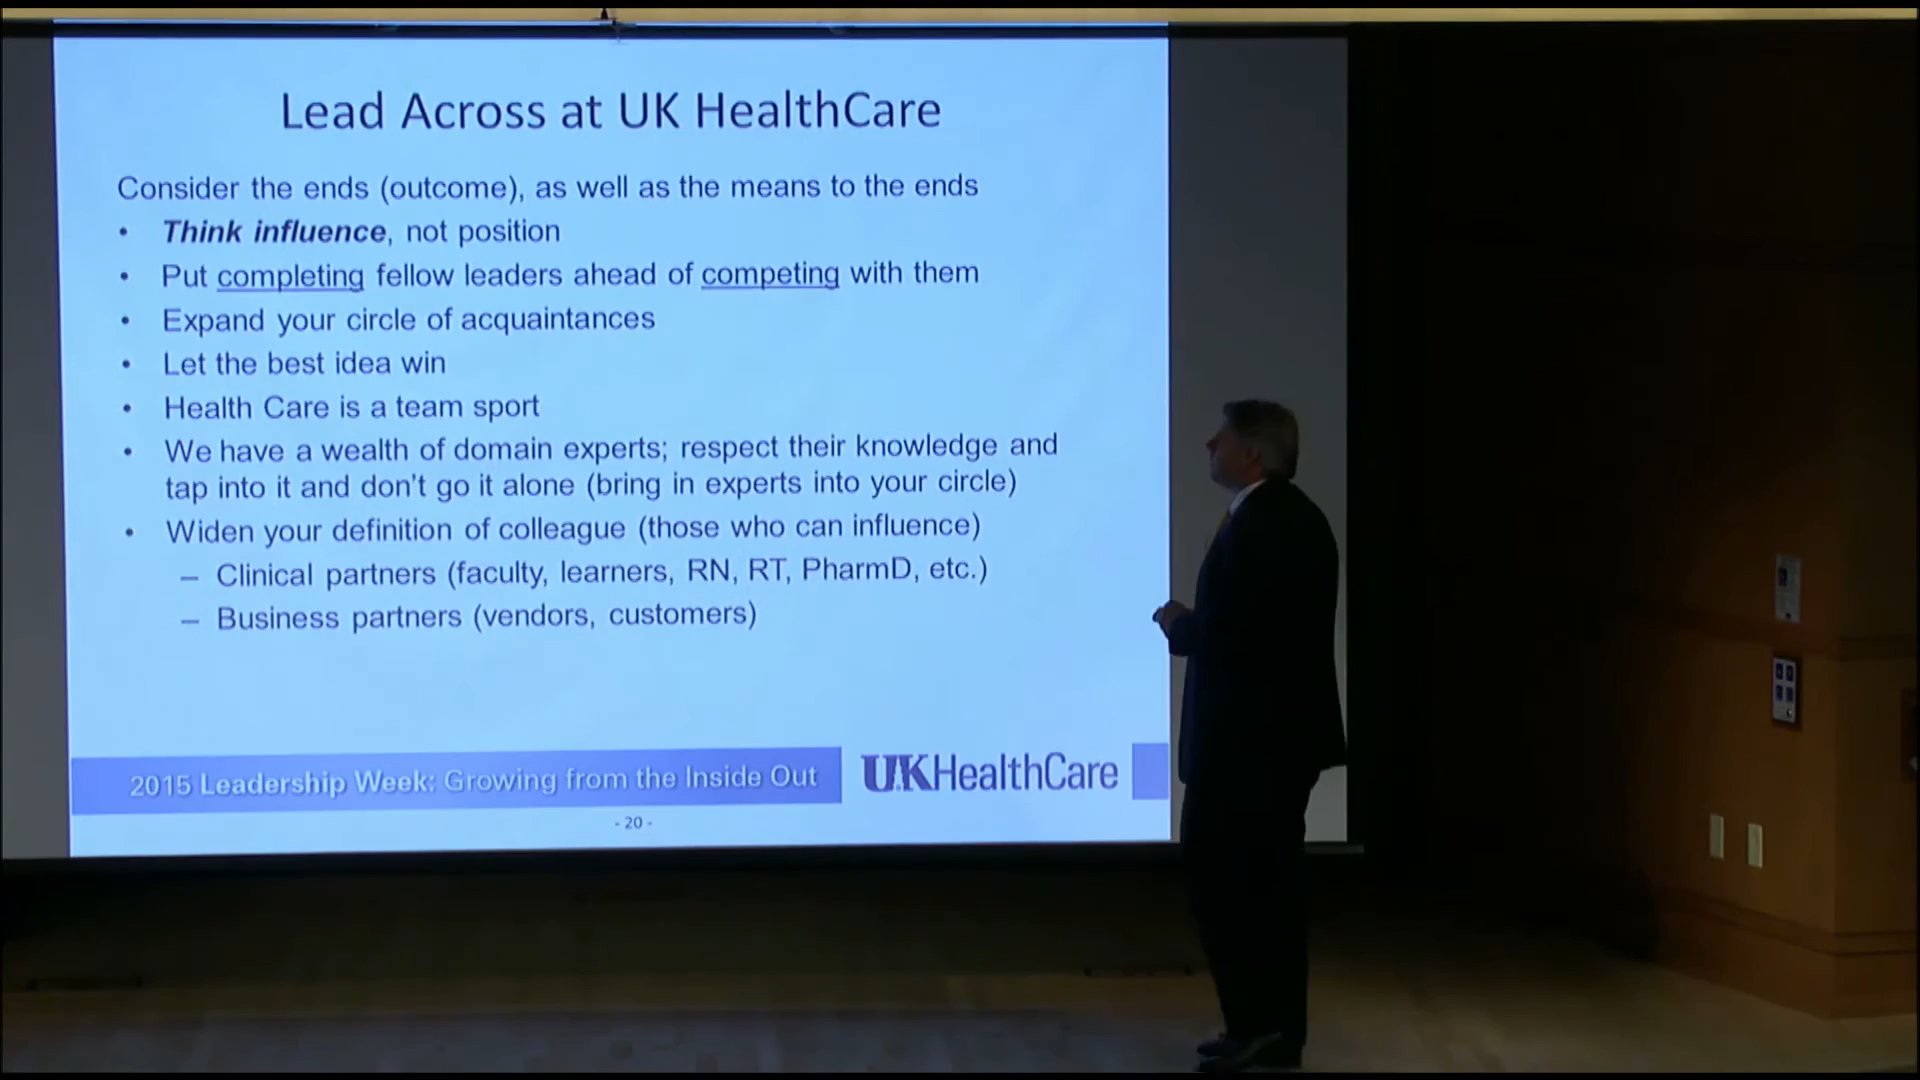 Lead Across at UK HealthCare
Consider the ends (outcome), as well as the means to the ends
• Think influence, not position
• Put completing fellow leaders ahead of competing with them
• Expand your circle of acquaintances
• Let the best idea win
• Health Care is a team sport
• We have a wealth of domain experts; respect their knowledge and
tap into it and don't go it alone (bring in experts into your circle)
• Widen your definition of colleague (those who can influence)
– Clinical partners (faculty, learners, RN, RT, PharmD, etc.)
– Business partners (vendors, customers)
2015 Leadership Week: Growing from the Inside Out
UKHealthCare
- 20 -